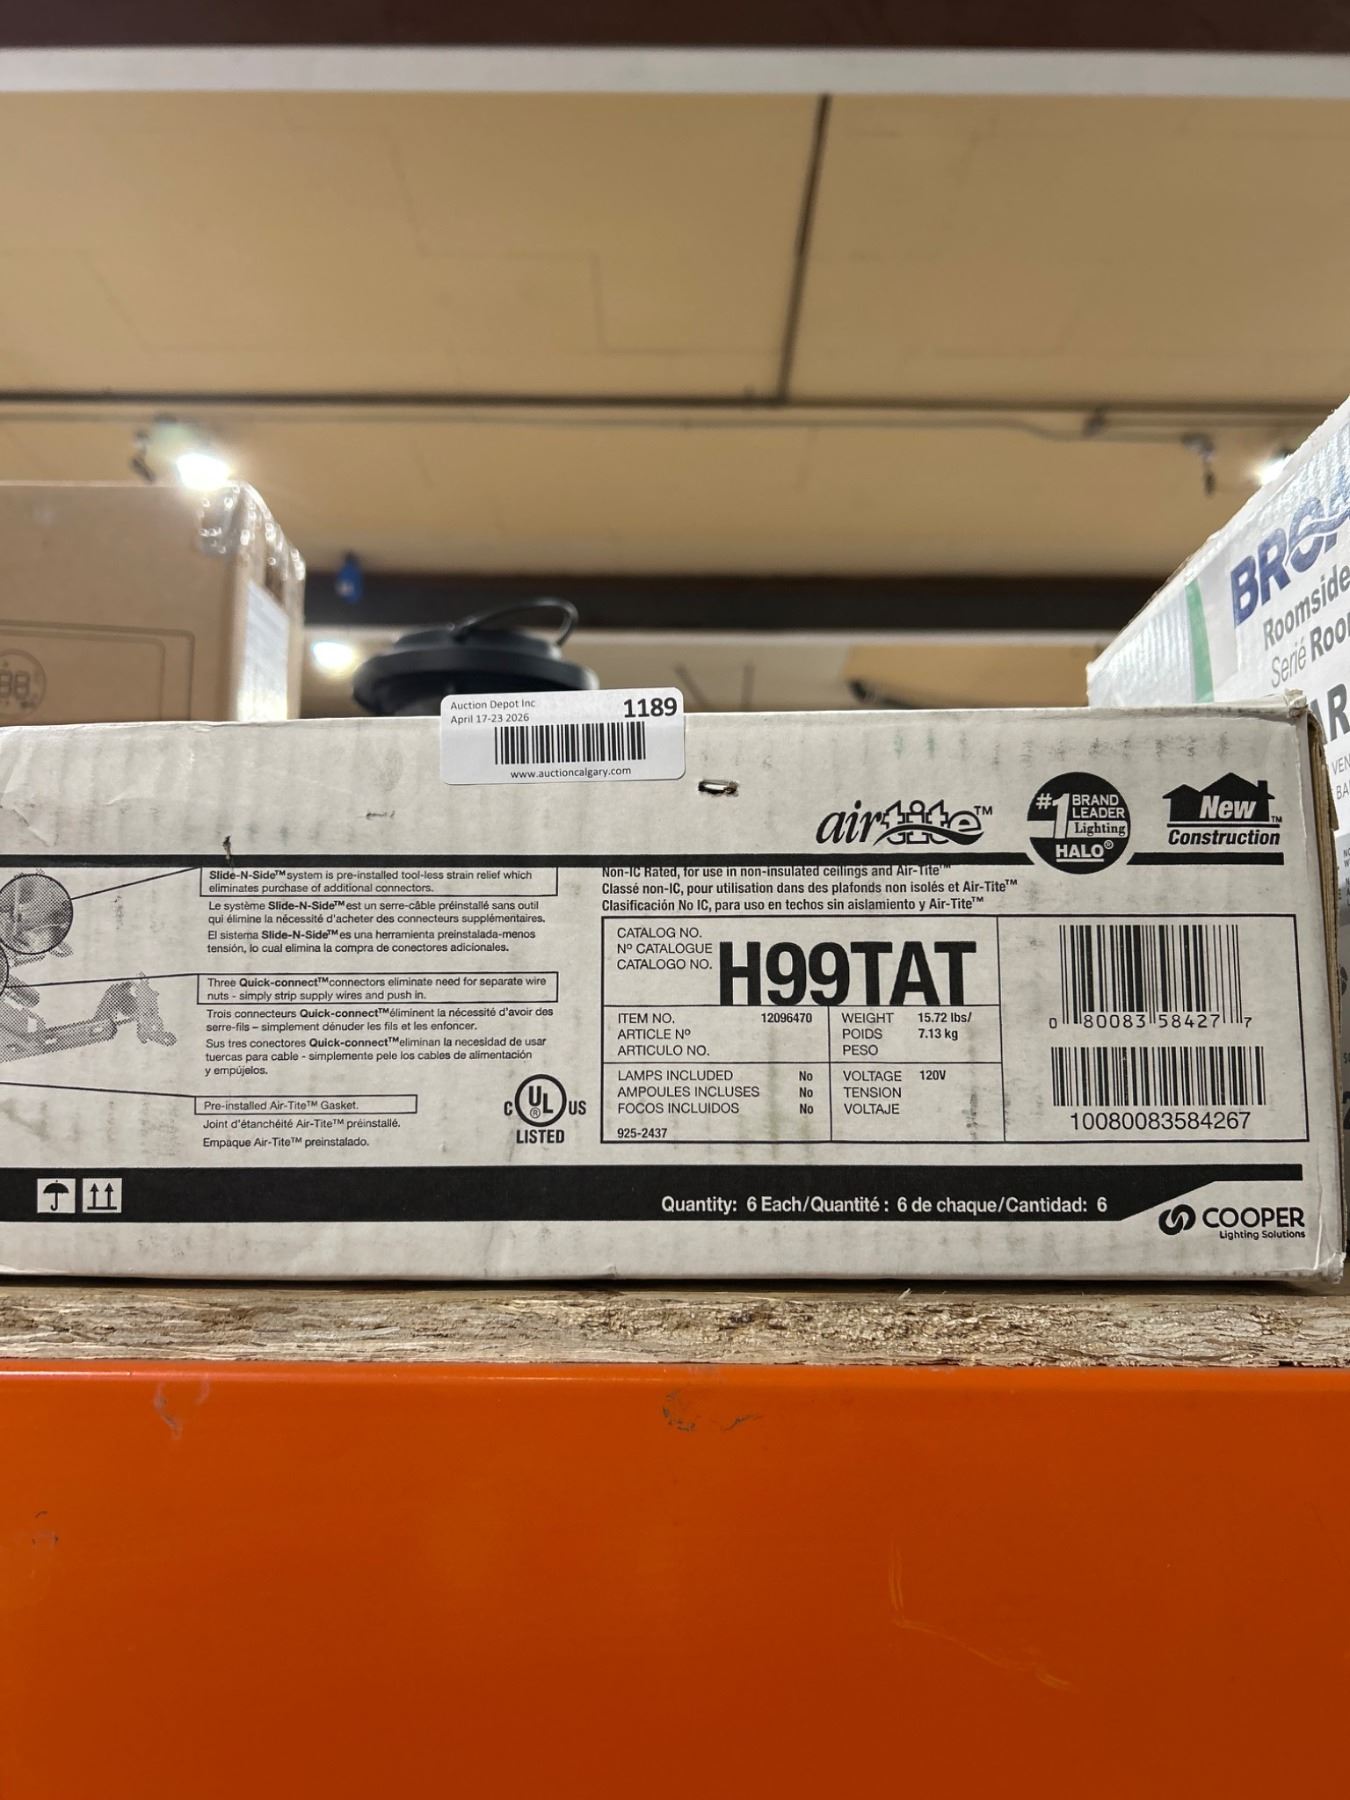 Auction Depot Inc
April 17-23 2026
1189
www.auctioncalgary.com
BRO
Roomside
Serié Roo
AR
VEN
BA
airtite™
#1 BRAND
LEADER
Lighting
HALO®
New™
Construction
Slide-N-Side™ system is pre-installed tool-less strain relief which
eliminates purchase of additional connectors.
Le système Slide-N-Side™ est un serre-câble préinstallé sans outil
qui élimine la nécessité d'acheter des connecteurs supplémentaires.
El sistema Slide-N-Side™ es una herramienta preinstalada-menos
tensión, lo cual elimina la compra de conectores adicionales.
Three Quick-connect™ connectors eliminate need for separate wire
nuts - simply strip supply wires and push in.
Trois connecteurs Quick-connect™ éliminent la nécessité d'avoir des
serre-fils – simplement dénuder les fils et les enfoncer.
Sus tres conectores Quick-connect™ eliminan la necesidad de usar
tuercas para cable - simplemente pele los cables de alimentación
y empújelos.
Pre-installed Air-Tite™ Gasket.
Joint d'étanchéité Air-Tite™ préinstallé.
Empaque Air-Tite™ preinstalado.
C UL® US
LISTED
Non-IC Rated, for use in non-insulated ceilings and Air-Tite™
Classé non-IC, pour utilisation dans des plafonds non isolés et Air-Tite™
Clasificación No IC, para uso en techos sin aislamiento y Air-Tite™
CATALOG NO.
Nº CATALOGUE
CATALOGO NO.
H99TAT
ITEM NO. 12096470
ARTICLE Nº
ARTICULO NO.
WEIGHT 15.72 lbs/
POIDS 7.13 kg
PESO
LAMPS INCLUDED No
AMPOULES INCLUSES No
FOCOS INCLUIDOS No
VOLTAGE 120V
TENSION
VOLTAJE
925-2437
0 80083 58427 7
10080083584267
Quantity: 6 Each/Quantité : 6 de chaque/Cantidad: 6
COOPER
Lighting Solutions